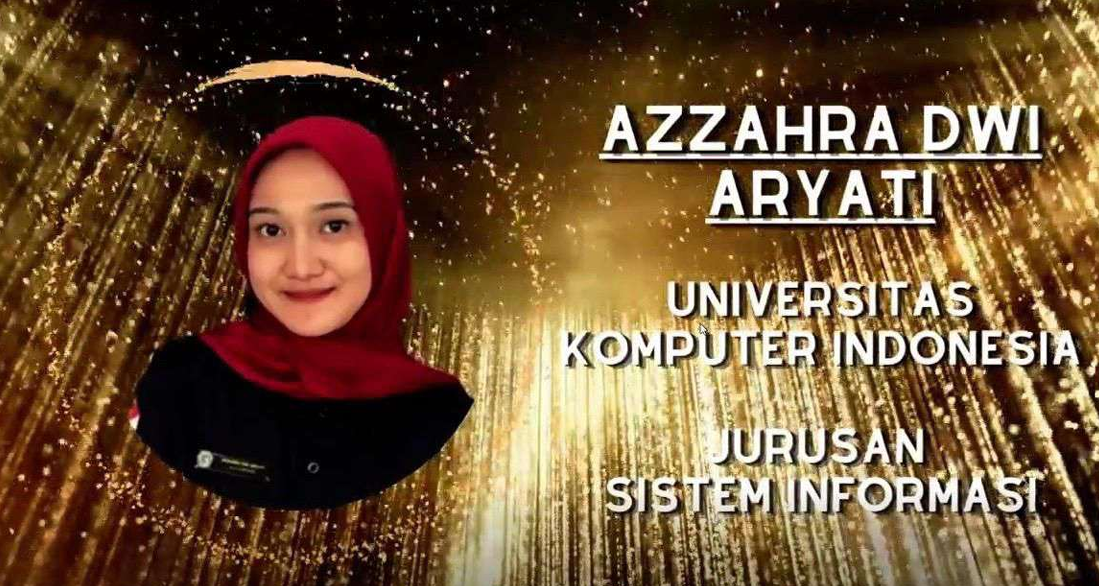 AZZAHRA DWI
ARYATI
UNIVERSITAS
KOMPUTER INDONESIA
JURUSAN
SISTEM INFORMASI